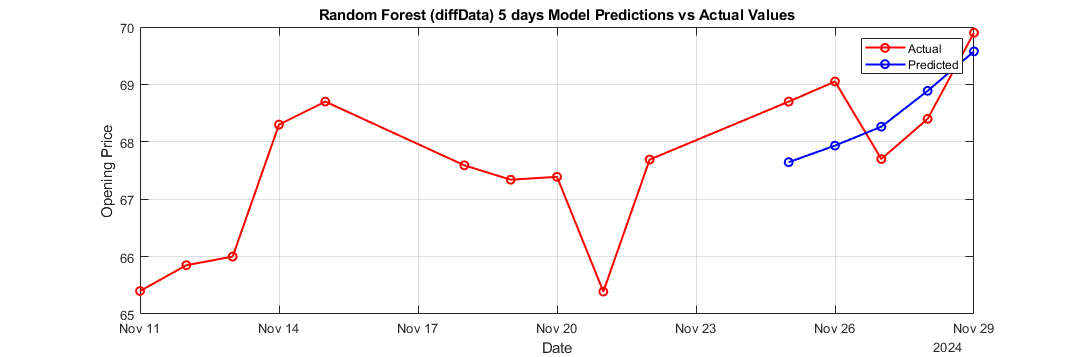 Random Forest (diffData) 5 days Model Predictions vs Actual Values
70
69
68
67
66
65
Opening Price
Actual
Predicted
Nov 11
Nov 14
Nov 17
Nov 20
Nov 23
Nov 26
Nov 29
Date
2024